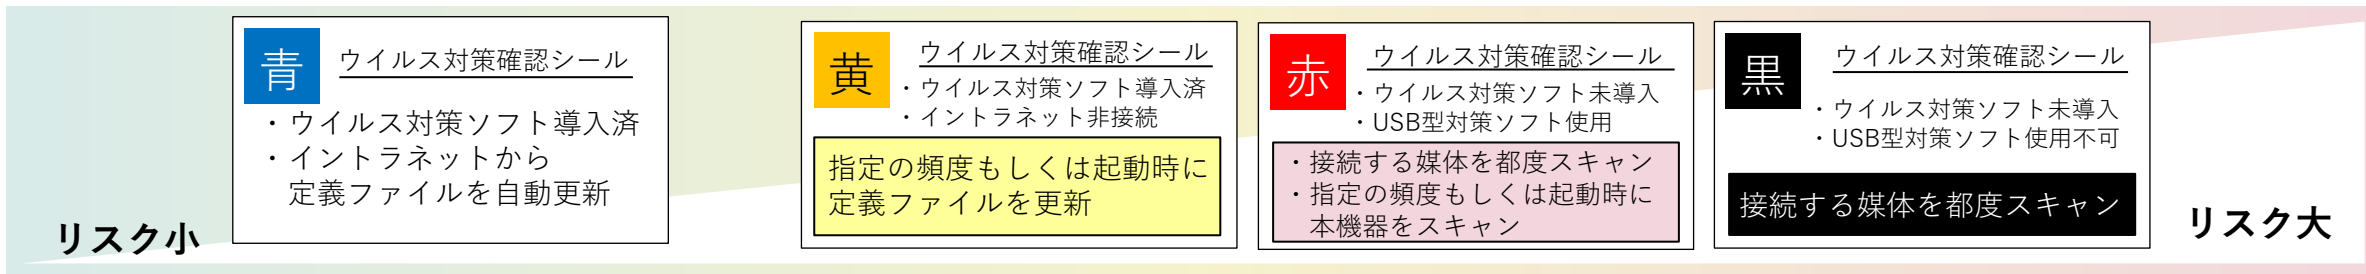 リスク小
青
ウイルス対策確認シール
・ウイルス対策ソフト導入済
・イントラネットから
定義ファイルを自動更新
黄
ウイルス対策確認シール
・ウイルス対策ソフト導入済
・イントラネット非接続
指定の頻度もしくは起動時に
定義ファイルを更新
赤
ウイルス対策確認シール
・ウイルス対策ソフト未導入
・USB型対策ソフト使用
・接続する媒体を都度スキャン
・指定の頻度もしくは起動時に
本機器をスキャン
黒
ウイルス対策確認シール
・ウイルス対策ソフト未導入
・USB型対策ソフト使用不可
接続する媒体を都度スキャン
リスク大